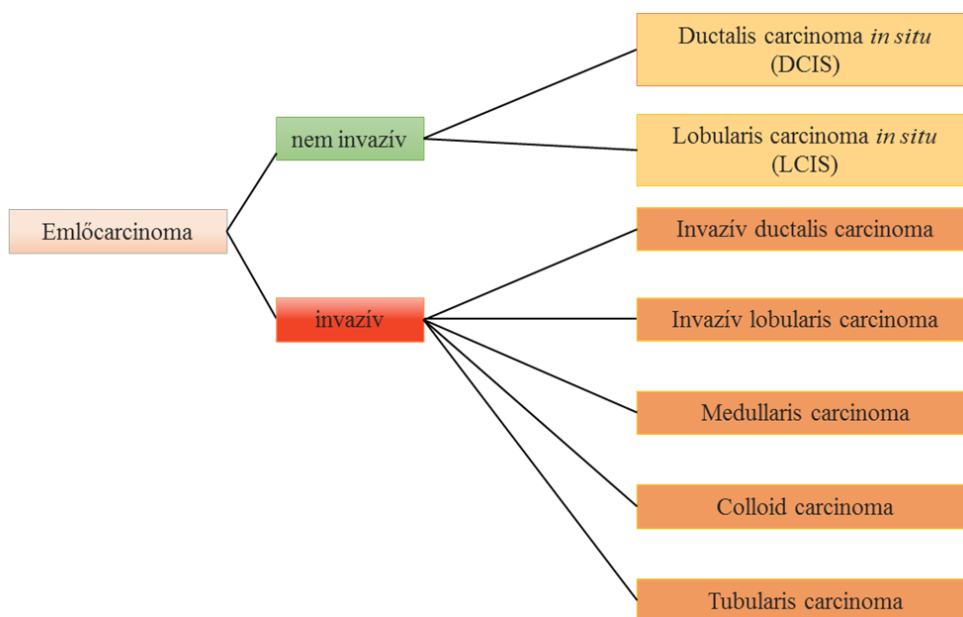 Emlőcarcinoma
nem invazív
invazív
Ductalis carcinoma in situ
(DCIS)
Lobularis carcinoma in situ
(LCIS)
Invazív ductalis carcinoma
Invazív lobularis carcinoma
Medullaris carcinoma
Colloid carcinoma
Tubularis carcinoma